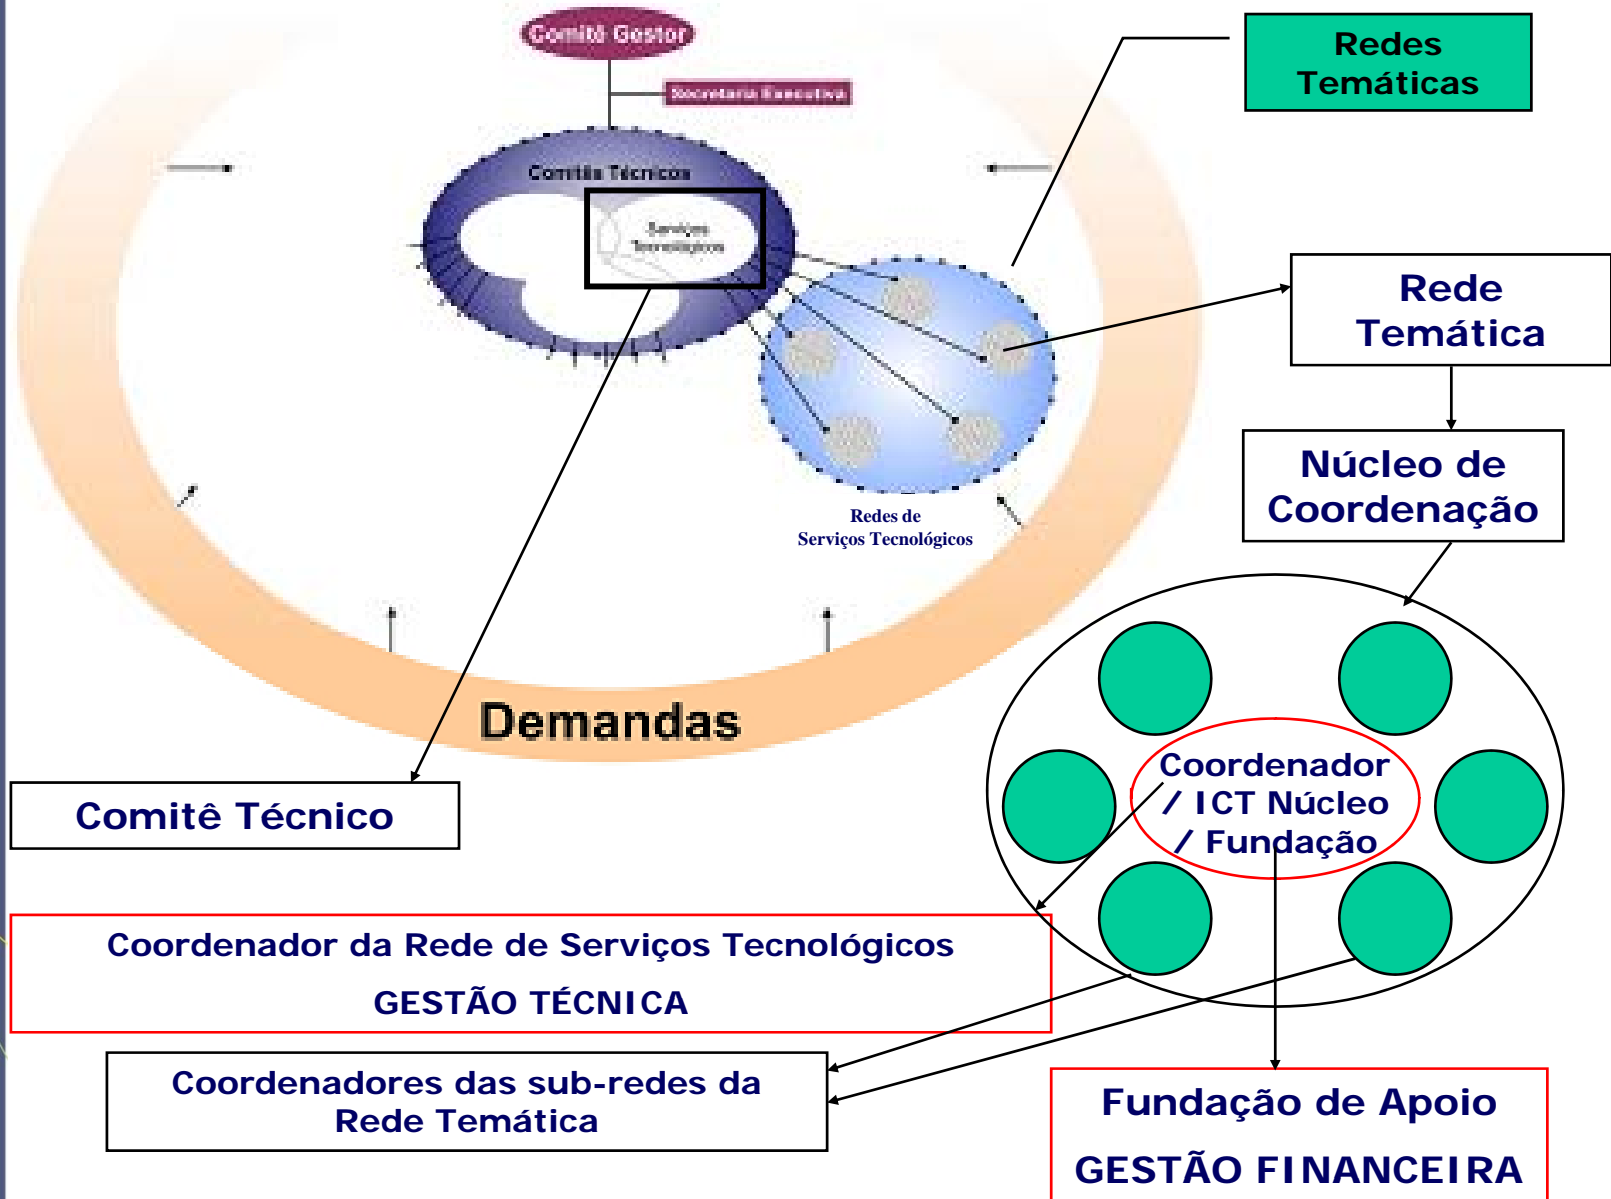 Comitê Gestor
Secretaria Executiva
Comitês Técnicos
Serviços
Tecnológicos
Redes
Temáticas
Rede
Temática
Núcleo de
Coordenação
Redes de
Serviços Tecnológicos
Demandas
Coordenador
/ ICT Núcleo
/ Fundação
Comitê Técnico
Coordenador da Rede de Serviços Tecnológicos
GESTÃO TÉCNICA
Coordenadores das sub-redes da
Rede Temática
Fundação de Apoio
GESTÃO FINANCEIRA